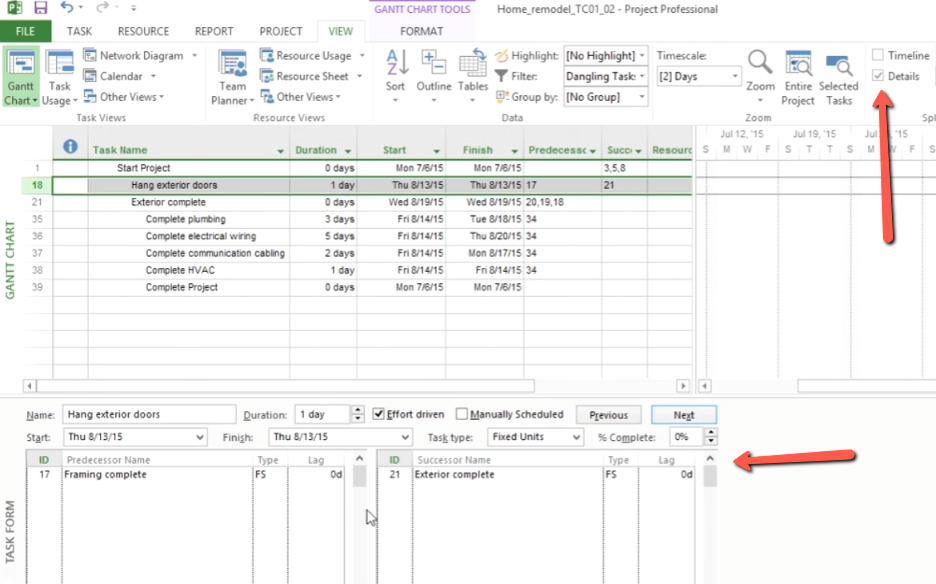 GANTT CHART TOOLS
Home_remodel_TC01_02 - Project Professional
FILE TASK RESOURCE REPORT PROJECT VIEW FORMAT
Gantt Chart
Task Usage
Network Diagram
Calendar
Other Views
Task Views
Team Planner
Resource Usage
Resource Sheet
Other Views
Resource Views
Sort
Outline
Tables
Highlight: [No Highlight]
Filter: Dangling Task:
Group by: [No Group]
Data
Timescale:
[2] Days
Zoom
Entire Project
Selected Tasks
Zoom
Timeline
Details
Spl
Jul 12, '15 Jul 19, '15 Jul 26, '15
S M W F S T T S M W F S
Task Name Duration Start Finish Predecesso Succ Resourc
1 Start Project 0 days Mon 7/6/15 Mon 7/6/15 3,5,8
18 Hang exterior doors 1 day Thu 8/13/15 Thu 8/13/15 17 21
21 Exterior complete 0 days Wed 8/19/15 Wed 8/19/15 20,19,18
35 Complete plumbing 3 days Fri 8/14/15 Tue 8/18/15 34
36 Complete electrical wiring 5 days Fri 8/14/15 Thu 8/20/15 34
37 Complete communication cabling 2 days Fri 8/14/15 Mon 8/17/15 34
38 Complete HVAC 1 day Fri 8/14/15 Fri 8/14/15 34
39 Complete Project 0 days Mon 7/6/15 Mon 7/6/15
GANTT CHART
Name: Hang exterior doors Duration: 1 day Effort driven Manually Scheduled Previous Next
Start: Thu 8/13/15 Finish: Thu 8/13/15 Task type: Fixed Units % Complete: 0%
ID Predecessor Name Type Lag ID Successor Name Type Lag
17 Framing complete FS 0d 21 Exterior complete FS 0d
TASK FORM